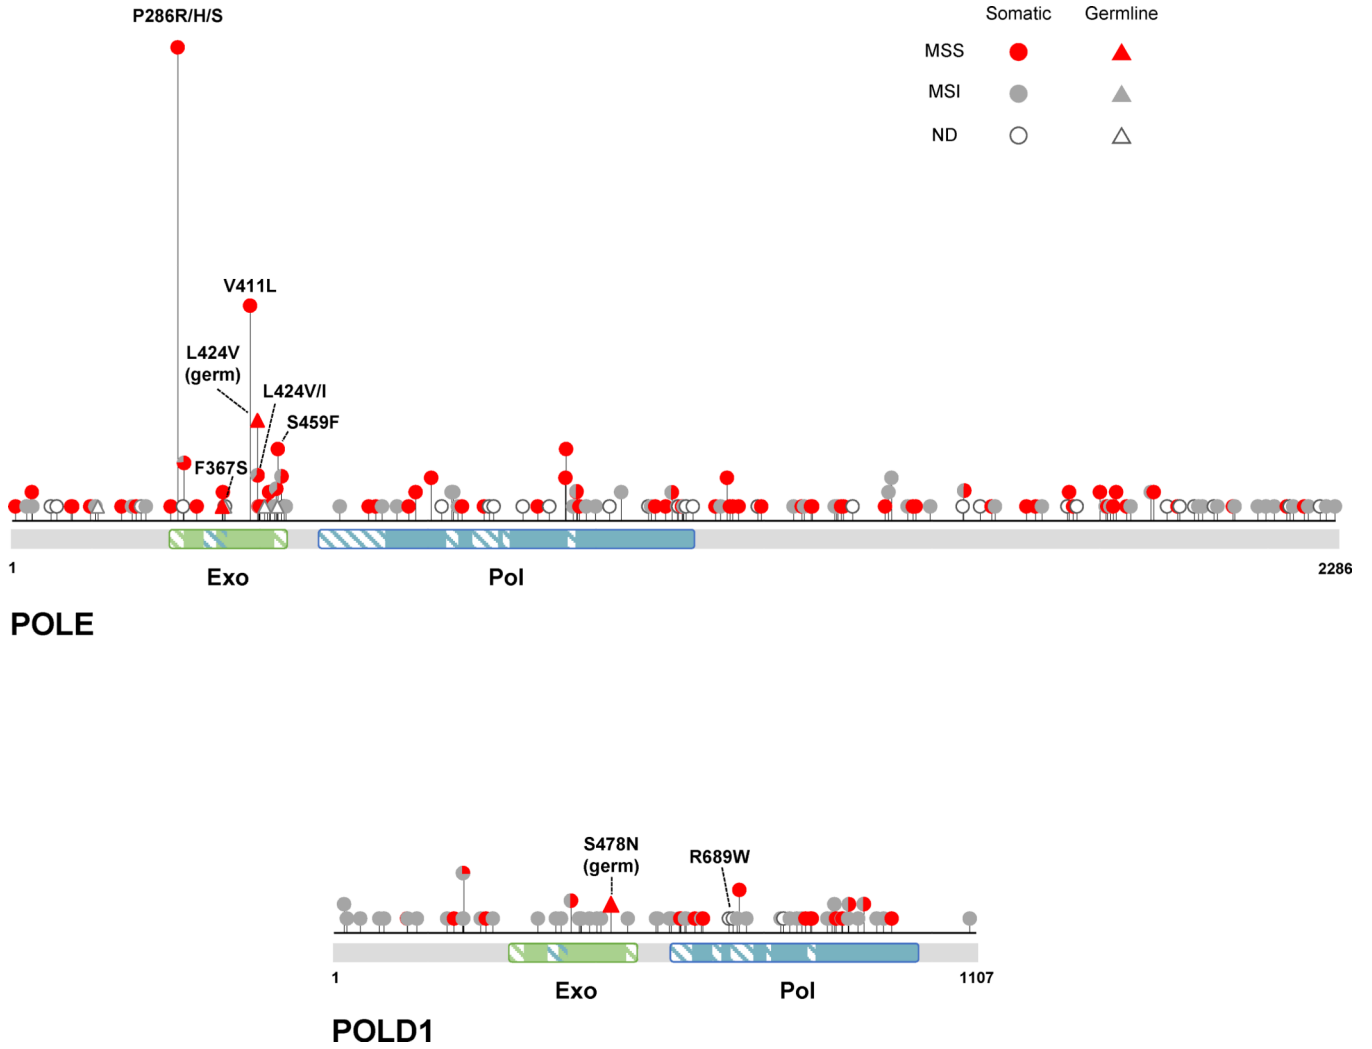 P286R/H/S
Somatic Germline
MSS
MSI
ND
V411L
L424V
(germ)
L424V/I
S459F
F367S
1
2286
Exo
Pol
POLE
S478N
(germ)
R689W
1
1107
Exo
Pol
POLD1